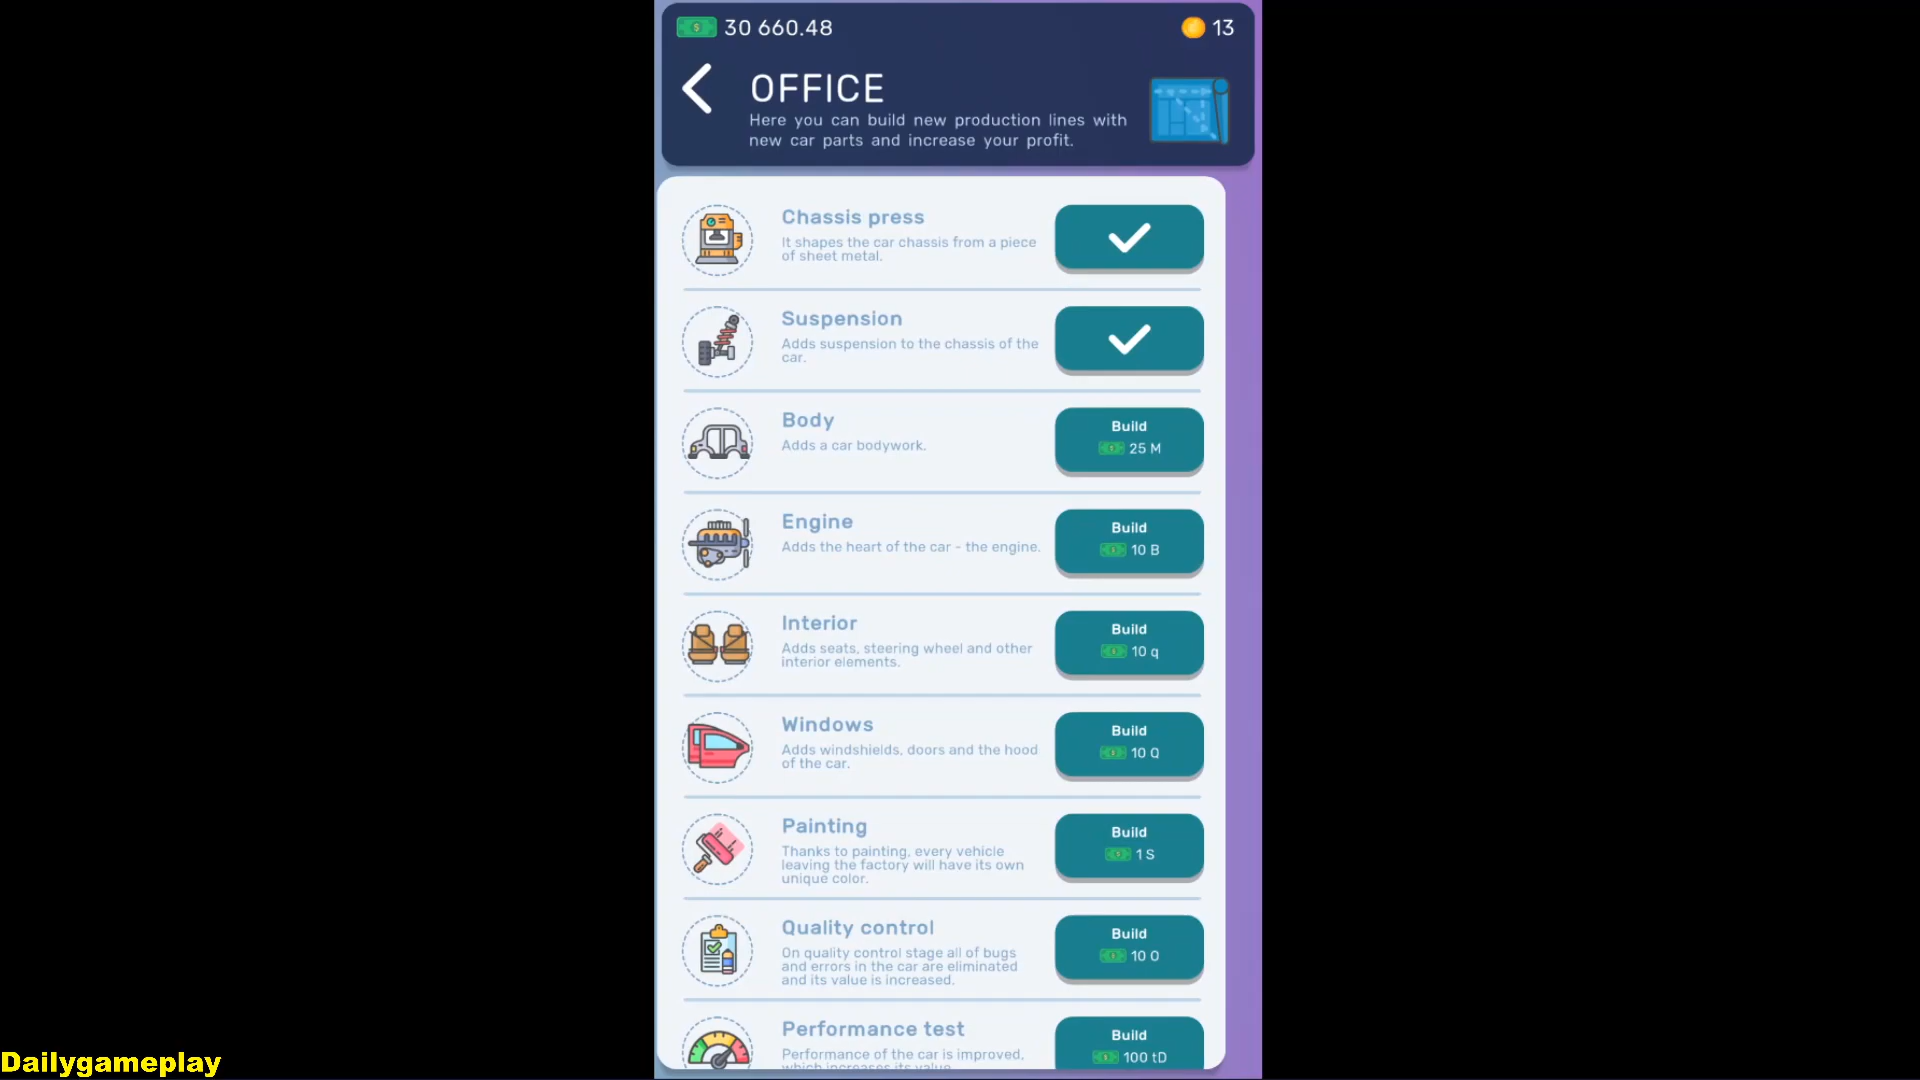 30 660.48
13
OFFICE
Here you can build new production lines with
new car parts and increase your profit.
Chassis press
It shapes the car chassis from a piece
of sheet metal.
Suspension
Adds suspension to the chassis of the
car.
Body
Adds a car bodywork.
Build
25 M
Engine
Adds the heart of the car - the engine.
Build
10 B
Interior
Adds seats, steering wheel and other
interior elements.
Build
10 q
Windows
Adds windshields, doors and the hood
of the car.
Build
10 Q
Painting
Thanks to painting, every vehicle
leaving the factory will have its own
unique color.
Build
1 S
Quality control
On quality control stage all of bugs
and errors in the car are eliminated
and its value is increased.
Build
10 O
Performance test
Performance of the car is improved,
which increases its value.
Build
100 tD
Dailygameplay